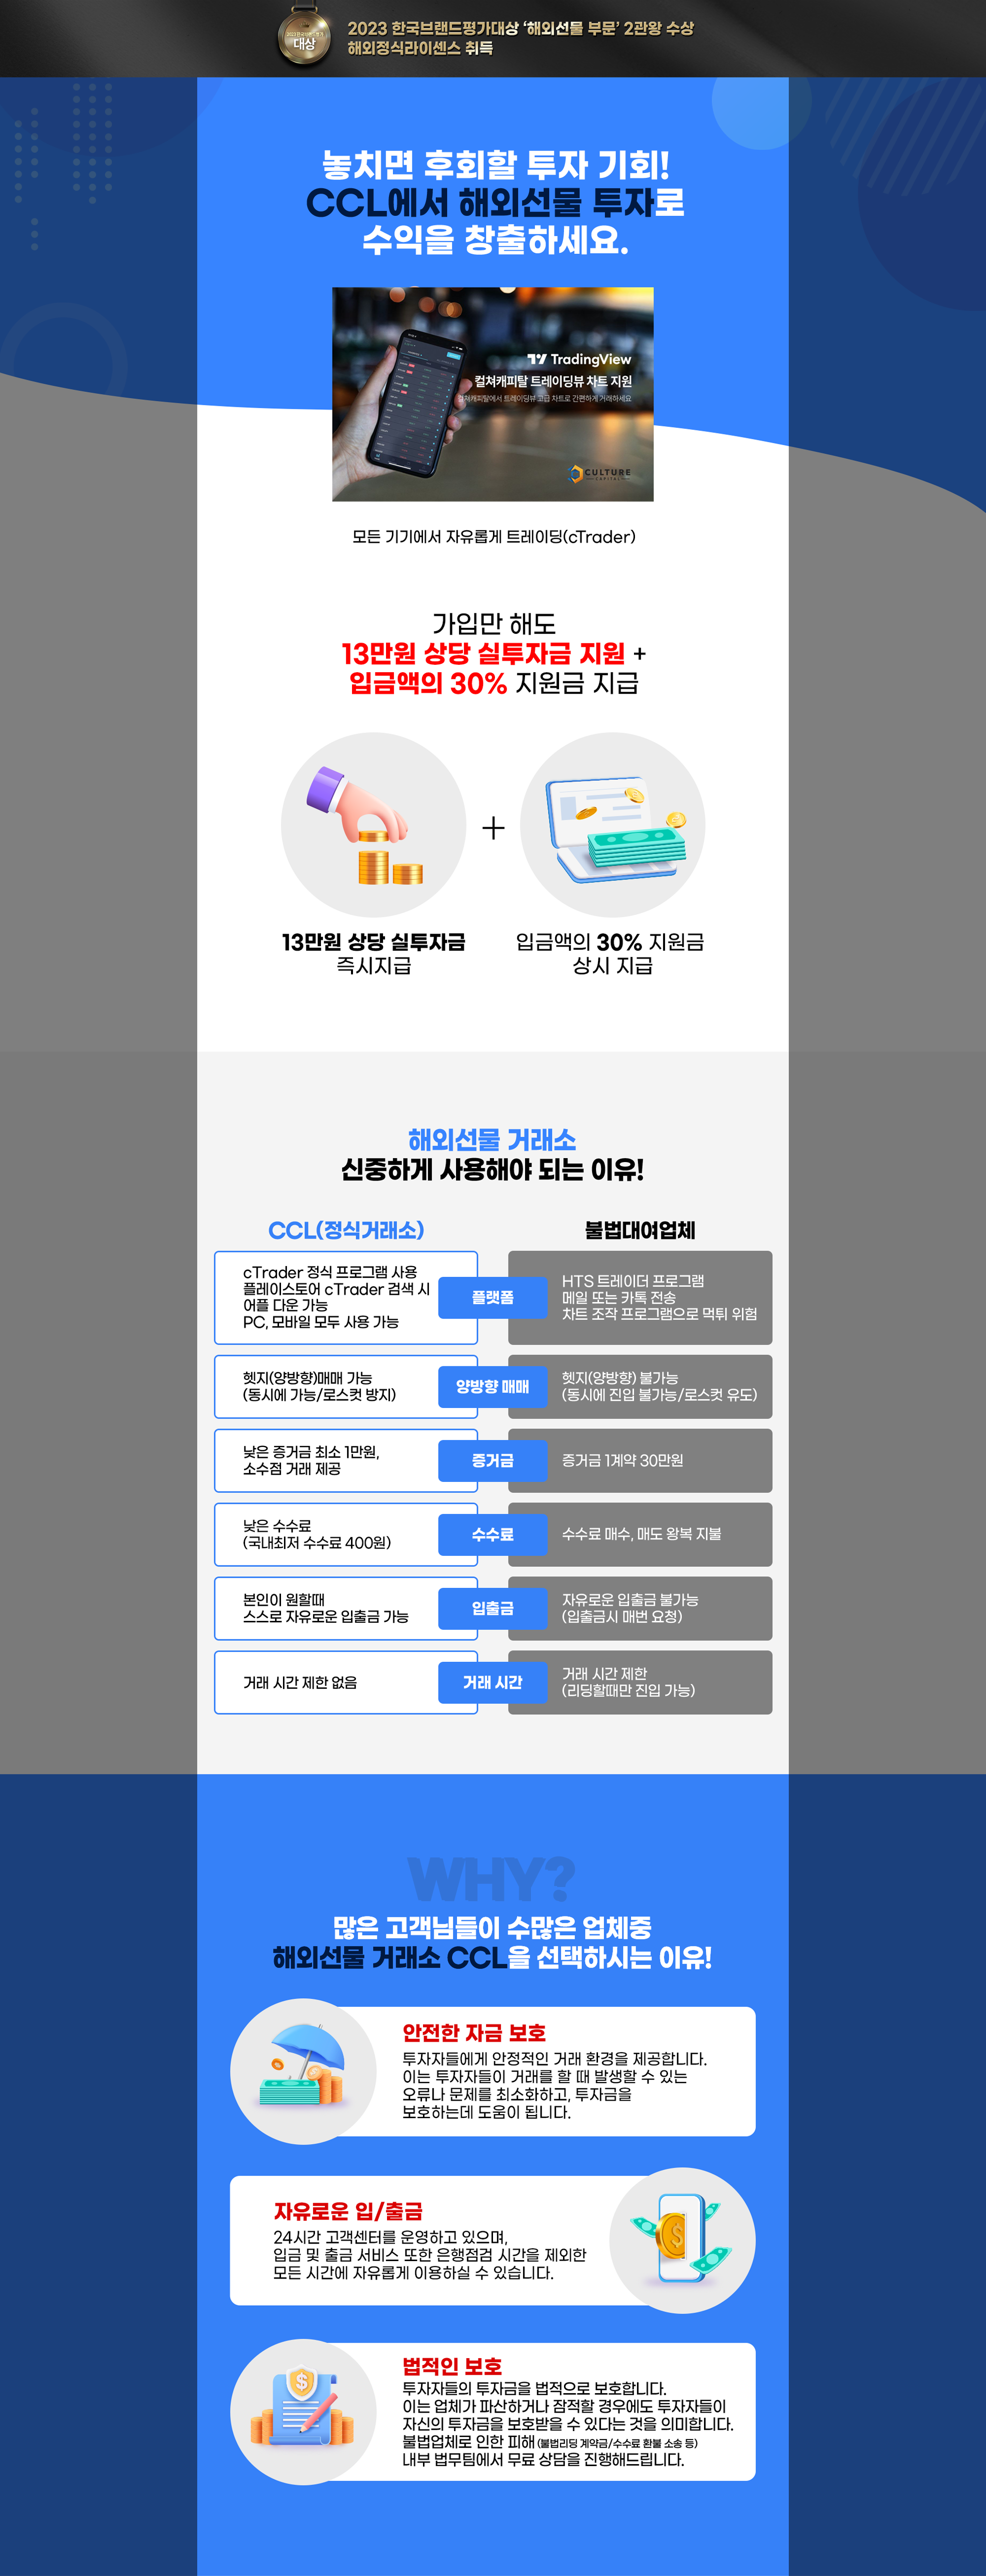 2023 한국브랜드평가
대상
2023 한국브랜드평가대상 ‘해외선물 부문’ 2관왕 수상
해외정식라이센스 취득
놓치면 후회할 투자 기회!
CCL에서 해외선물 투자로
수익을 창출하세요.
TradingView
컬쳐캐피탈 트레이딩뷰 차트 지원
컬쳐캐피탈에서 트레이딩뷰 고급 차트로 간편하게 거래하세요
CULTURE
CAPITAL
모든 기기에서 자유롭게 트레이딩(cTrader)
가입만 해도
13만원 상당 실투자금 지원 +
입금액의 30% 지원금 지급
+
13만원 상당 실투자금
즉시지급
입금액의 30% 지원금
상시 지급
해외선물 거래소
신중하게 사용해야 되는 이유!
CCL(정식거래소)
불법대여업체
cTrader 정식 프로그램 사용
플레이스토어 cTrader 검색 시
어플 다운 가능
PC, 모바일 모두 사용 가능
플랫폼
HTS 트레이더 프로그램
메일 또는 카톡 전송
차트 조작 프로그램으로 먹튀 위험
헷지(양방향)매매 가능
(동시에 가능/로스컷 방지)
양방향 매매
헷지(양방향) 불가능
(동시에 진입 불가능/로스컷 유도)
낮은 증거금 최소 1만원,
소수점 거래 제공
증거금
증거금 1계약 30만원
낮은 수수료
(국내최저 수수료 400원)
수수료
수수료 매수, 매도 왕복 지불
본인이 원할때
스스로 자유로운 입출금 가능
입출금
자유로운 입출금 불가능
(입출금시 매번 요청)
거래 시간 제한 없음
거래 시간
거래 시간 제한
(리딩할때만 진입 가능)
WHY?
많은 고객님들이 수많은 업체중
해외선물 거래소 CCL을 선택하시는 이유!
안전한 자금 보호
투자자들에게 안정적인 거래 환경을 제공합니다.
이는 투자자들이 거래를 할 때 발생할 수 있는
오류나 문제를 최소화하고, 투자금을
보호하는데 도움이 됩니다.
자유로운 입/출금
24시간 고객센터를 운영하고 있으며,
입금 및 출금 서비스 또한 은행점검 시간을 제외한
모든 시간에 자유롭게 이용하실 수 있습니다.
법적인 보호
투자자들의 투자금을 법적으로 보호합니다.
이는 업체가 파산하거나 잠적할 경우에도 투자자들이
자신의 투자금을 보호받을 수 있다는 것을 의미합니다.
불법업체로 인한 피해 (불법리딩 계약금/수수료 환불 소송 등)
내부 법무팀에서 무료 상담을 진행해드립니다.